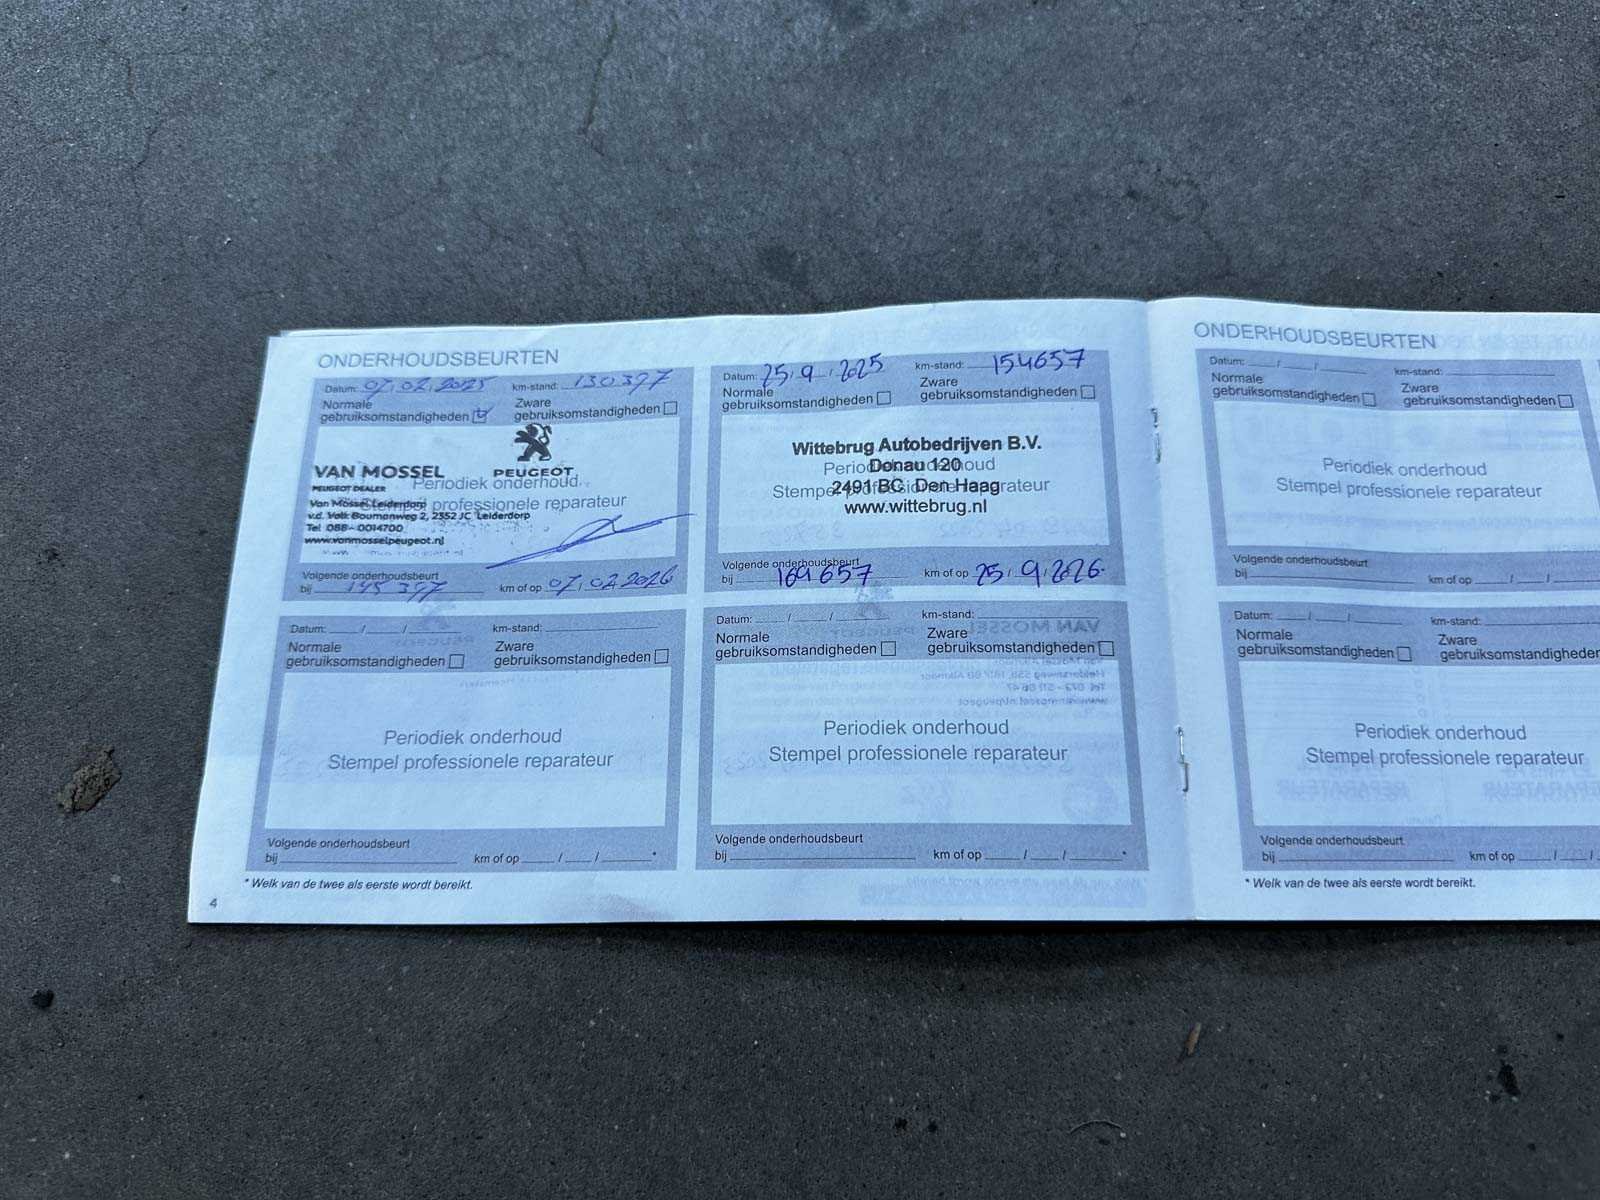 ONDERHOUDSBEURTEN
Datum: 07.02.2025 km-stand: 130397
Normale gebruiksomstandigheden
Zware gebruiksomstandigheden
PEUGEOT
VAN MOSSEL
PEUGEOT DEALER
Van Mossel Leiderdorp
v.d. Valk Boumanweg 2, 2352 JC Leiderdorp
Tel 088-0014700
www.vanmosselpeugeot.nl
Periodiek onderhoud
Stempel professionele reparateur
Volgende onderhoudsbeurt
bij 145397 km of op 07.02.2026
Datum: 25/9/2025 km-stand: 154657
Normale gebruiksomstandigheden
Zware gebruiksomstandigheden
Wittebrug Autobedrijven B.V.
Donau 120
2491 BC Den Haag
www.wittebrug.nl
Periodiek onderhoud
Stempel professionele reparateur
Volgende onderhoudsbeurt
bij 169657 km of op 25/9/2026
Datum: / / km-stand:
Normale gebruiksomstandigheden
Zware gebruiksomstandigheden
Periodiek onderhoud
Stempel professionele reparateur
Volgende onderhoudsbeurt
bij km of op / / *
Datum: / / km-stand:
Normale gebruiksomstandigheden
Zware gebruiksomstandigheden
Periodiek onderhoud
Stempel professionele reparateur
Volgende onderhoudsbeurt
bij km of op / / *
* Welk van de twee als eerste wordt bereikt.
4
ONDERHOUDSBEURTEN
Datum: / / km-stand:
Normale gebruiksomstandigheden
Zware gebruiksomstandigheden
Periodiek onderhoud
Stempel professionele reparateur
Volgende onderhoudsbeurt
bij km of op / /
Datum: / / km-stand:
Normale gebruiksomstandigheden
Zware gebruiksomstandigheden
Periodiek onderhoud
Stempel professionele reparateur
Volgende onderhoudsbeurt
bij km of op / /
* Welk van de twee als eerste wordt bereikt.